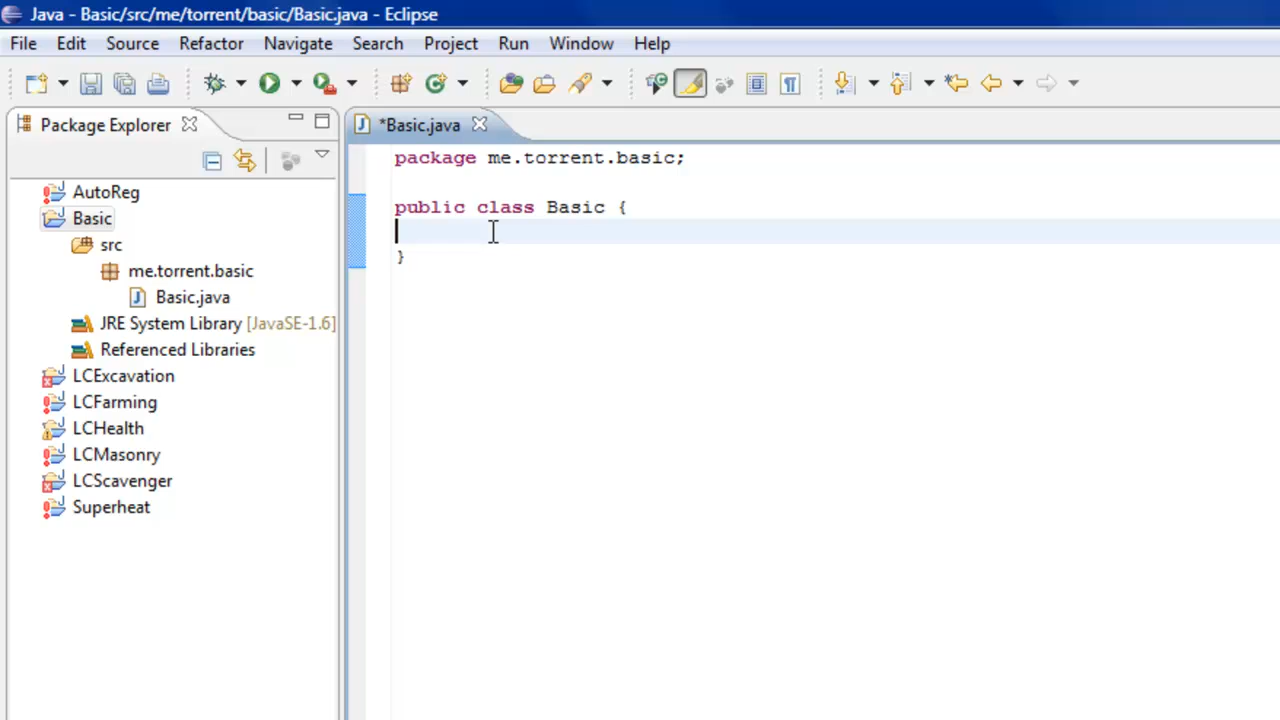 Java - Basic/src/me/torrent/basic/Basic.java - Eclipse
File Edit Source Refactor Navigate Search Project Run Window Help
Package Explorer
*Basic.java
AutoReg
Basic
src
me.torrent.basic
Basic.java
JRE System Library [JavaSE-1.6]
Referenced Libraries
LCExcavation
LCFarming
LCHealth
LCMasonry
LCScavenger
Superheat
package me.torrent.basic;
public class Basic {
}